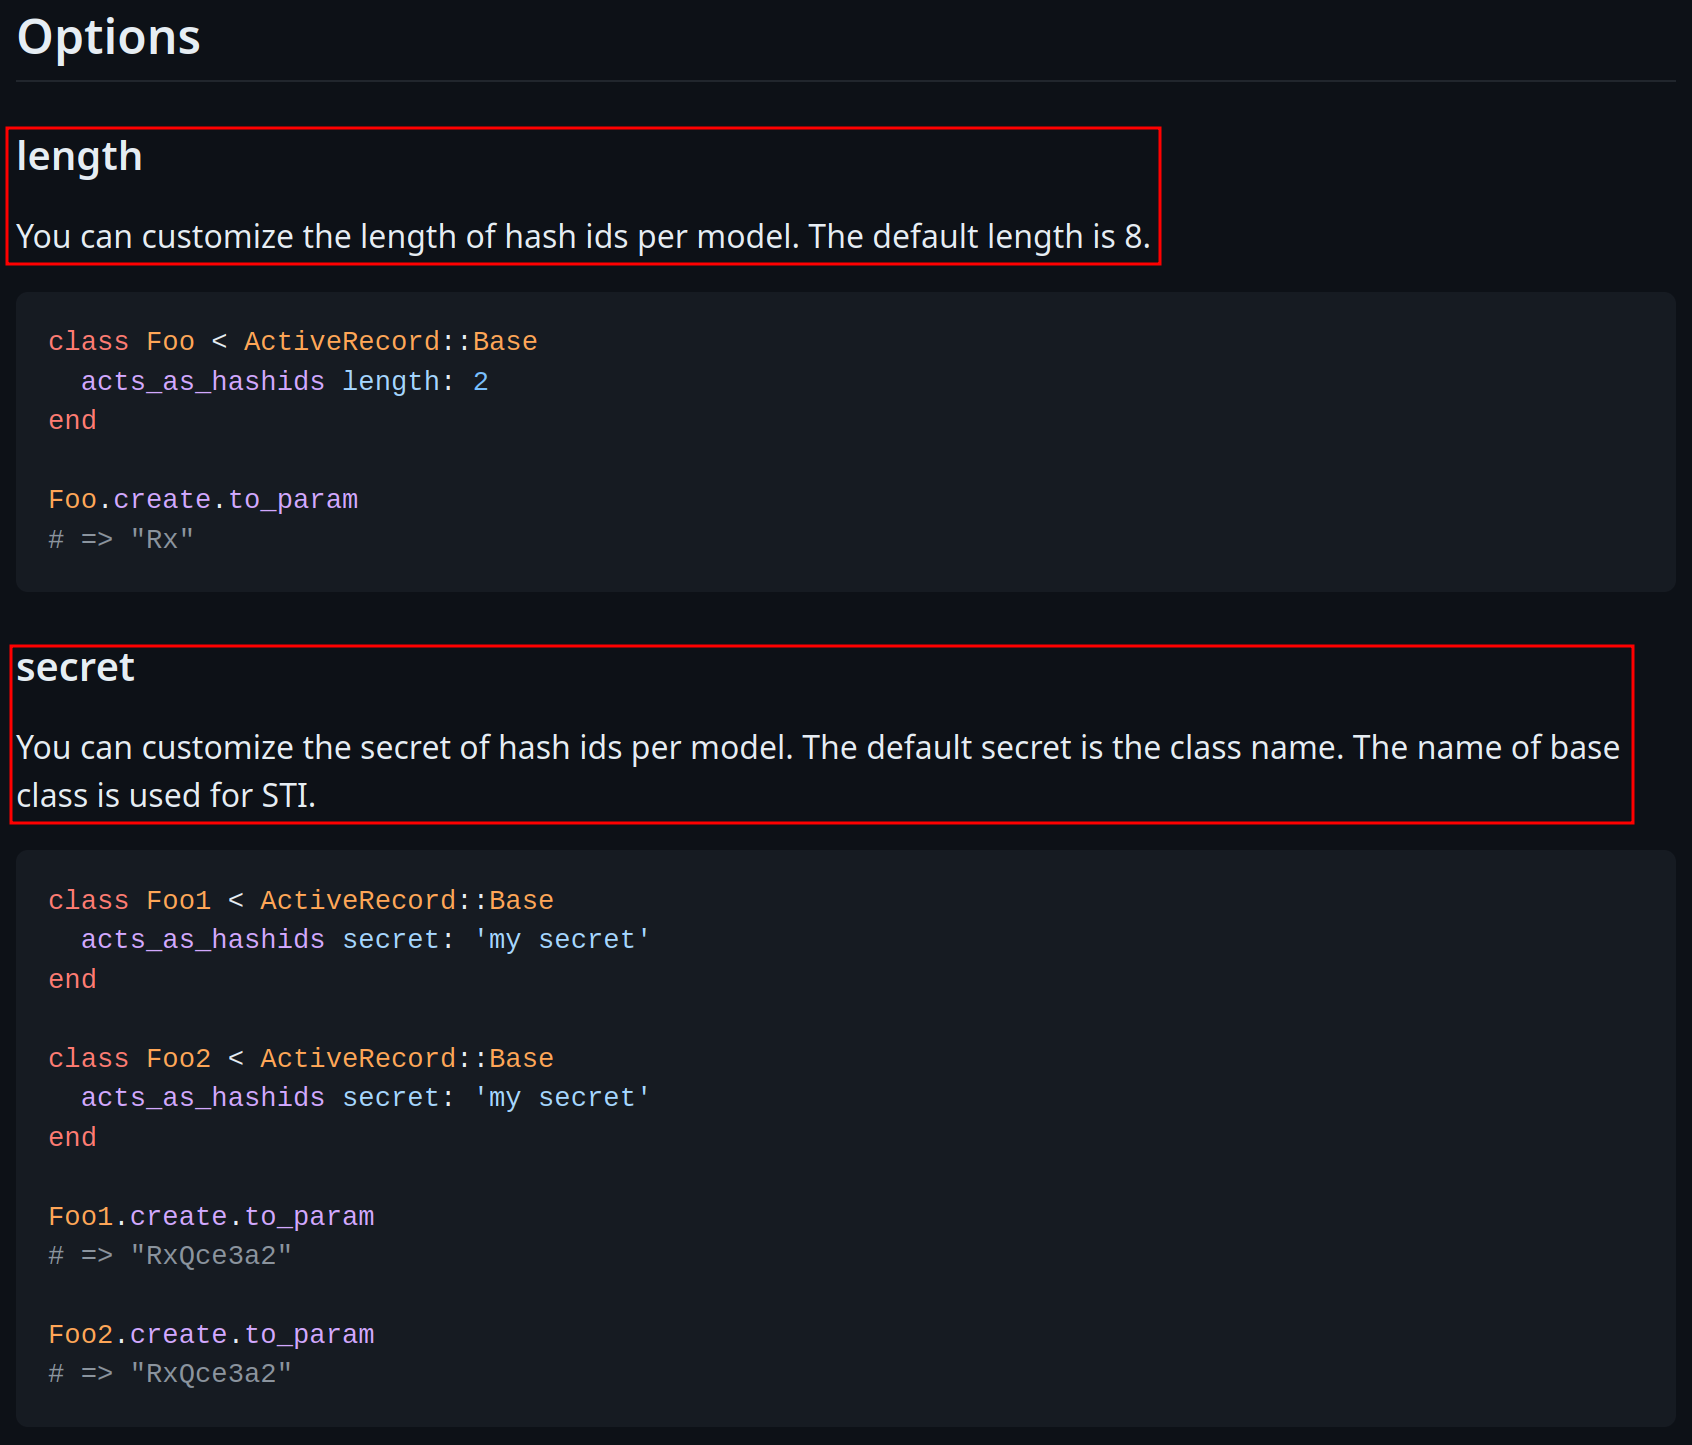 Options
length
You can customize the length of hash ids per model. The default length is 8.
class Foo < ActiveRecord::Base
  acts_as_hashids length: 2
end
Foo.create.to_param
# => "Rx"
secret
You can customize the secret of hash ids per model. The default secret is the class name. The name of base
class is used for STI.
class Foo1 < ActiveRecord::Base
  acts_as_hashids secret: 'my secret'
end
class Foo2 < ActiveRecord::Base
  acts_as_hashids secret: 'my secret'
end
Foo1.create.to_param
# => "RxQce3a2"
Foo2.create.to_param
# => "RxQce3a2"